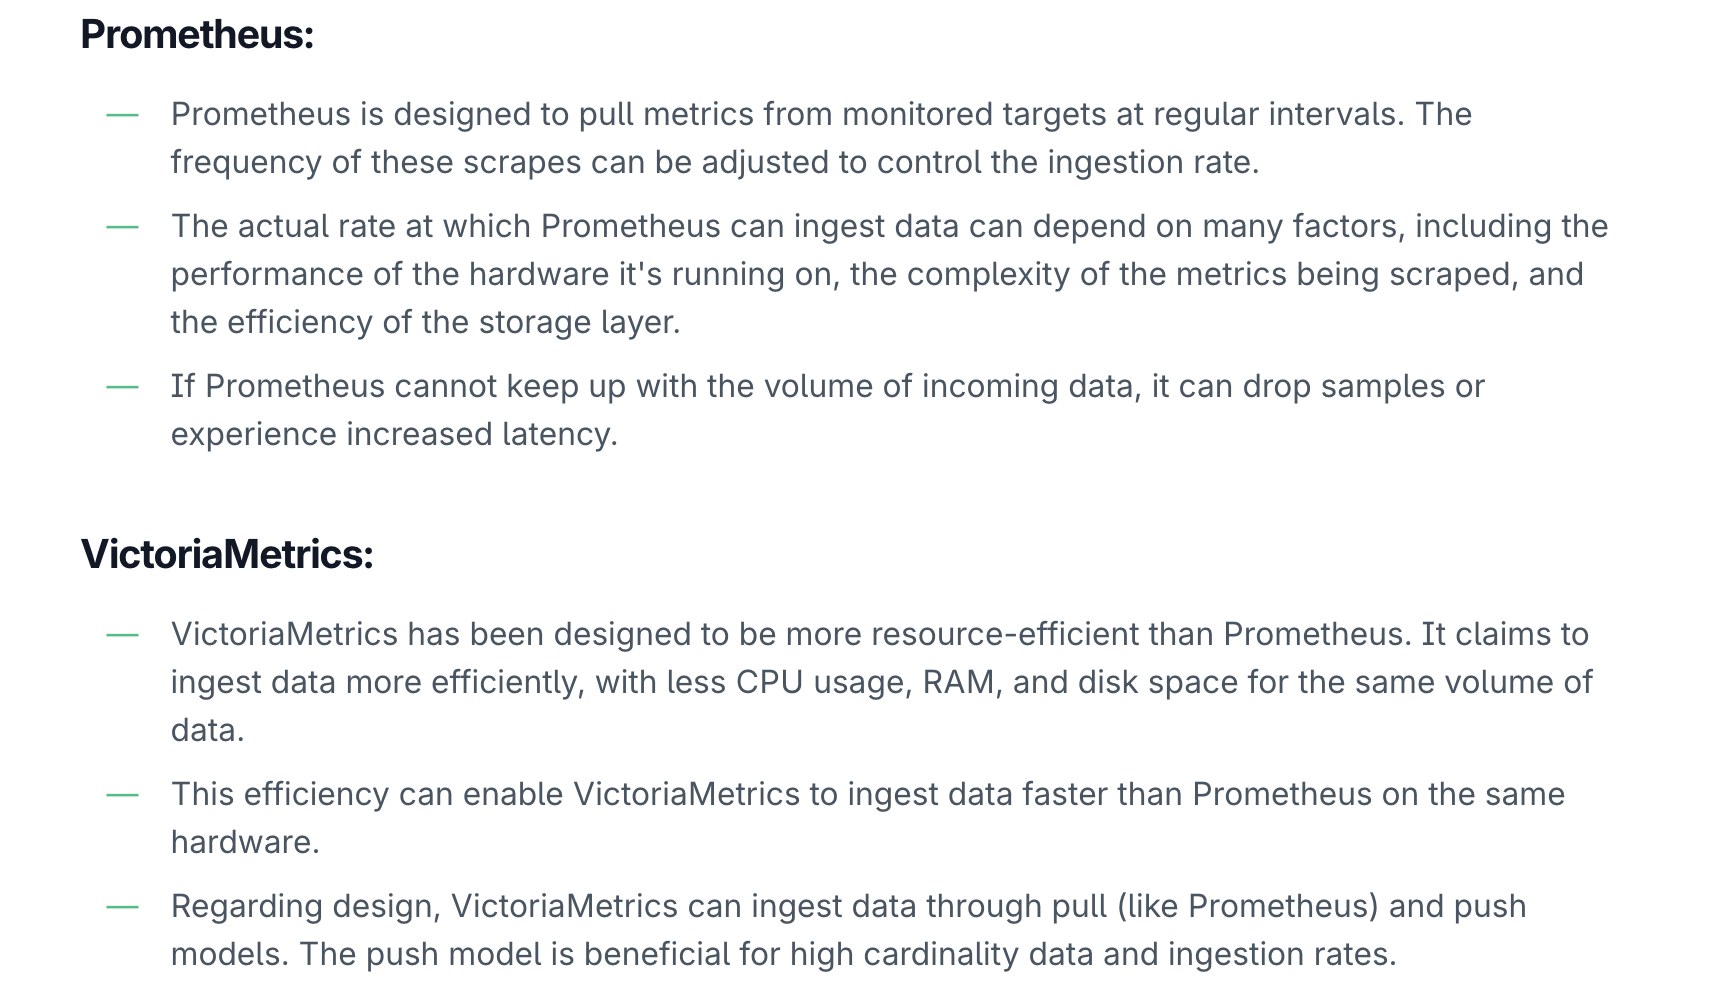 Prometheus:
— Prometheus is designed to pull metrics from monitored targets at regular intervals. The
frequency of these scrapes can be adjusted to control the ingestion rate.
— The actual rate at which Prometheus can ingest data can depend on many factors, including the
performance of the hardware it's running on, the complexity of the metrics being scraped, and
the efficiency of the storage layer.
— If Prometheus cannot keep up with the volume of incoming data, it can drop samples or
experience increased latency.
VictoriaMetrics:
— VictoriaMetrics has been designed to be more resource-efficient than Prometheus. It claims to
ingest data more efficiently, with less CPU usage, RAM, and disk space for the same volume of
data.
— This efficiency can enable VictoriaMetrics to ingest data faster than Prometheus on the same
hardware.
— Regarding design, VictoriaMetrics can ingest data through pull (like Prometheus) and push
models. The push model is beneficial for high cardinality data and ingestion rates.